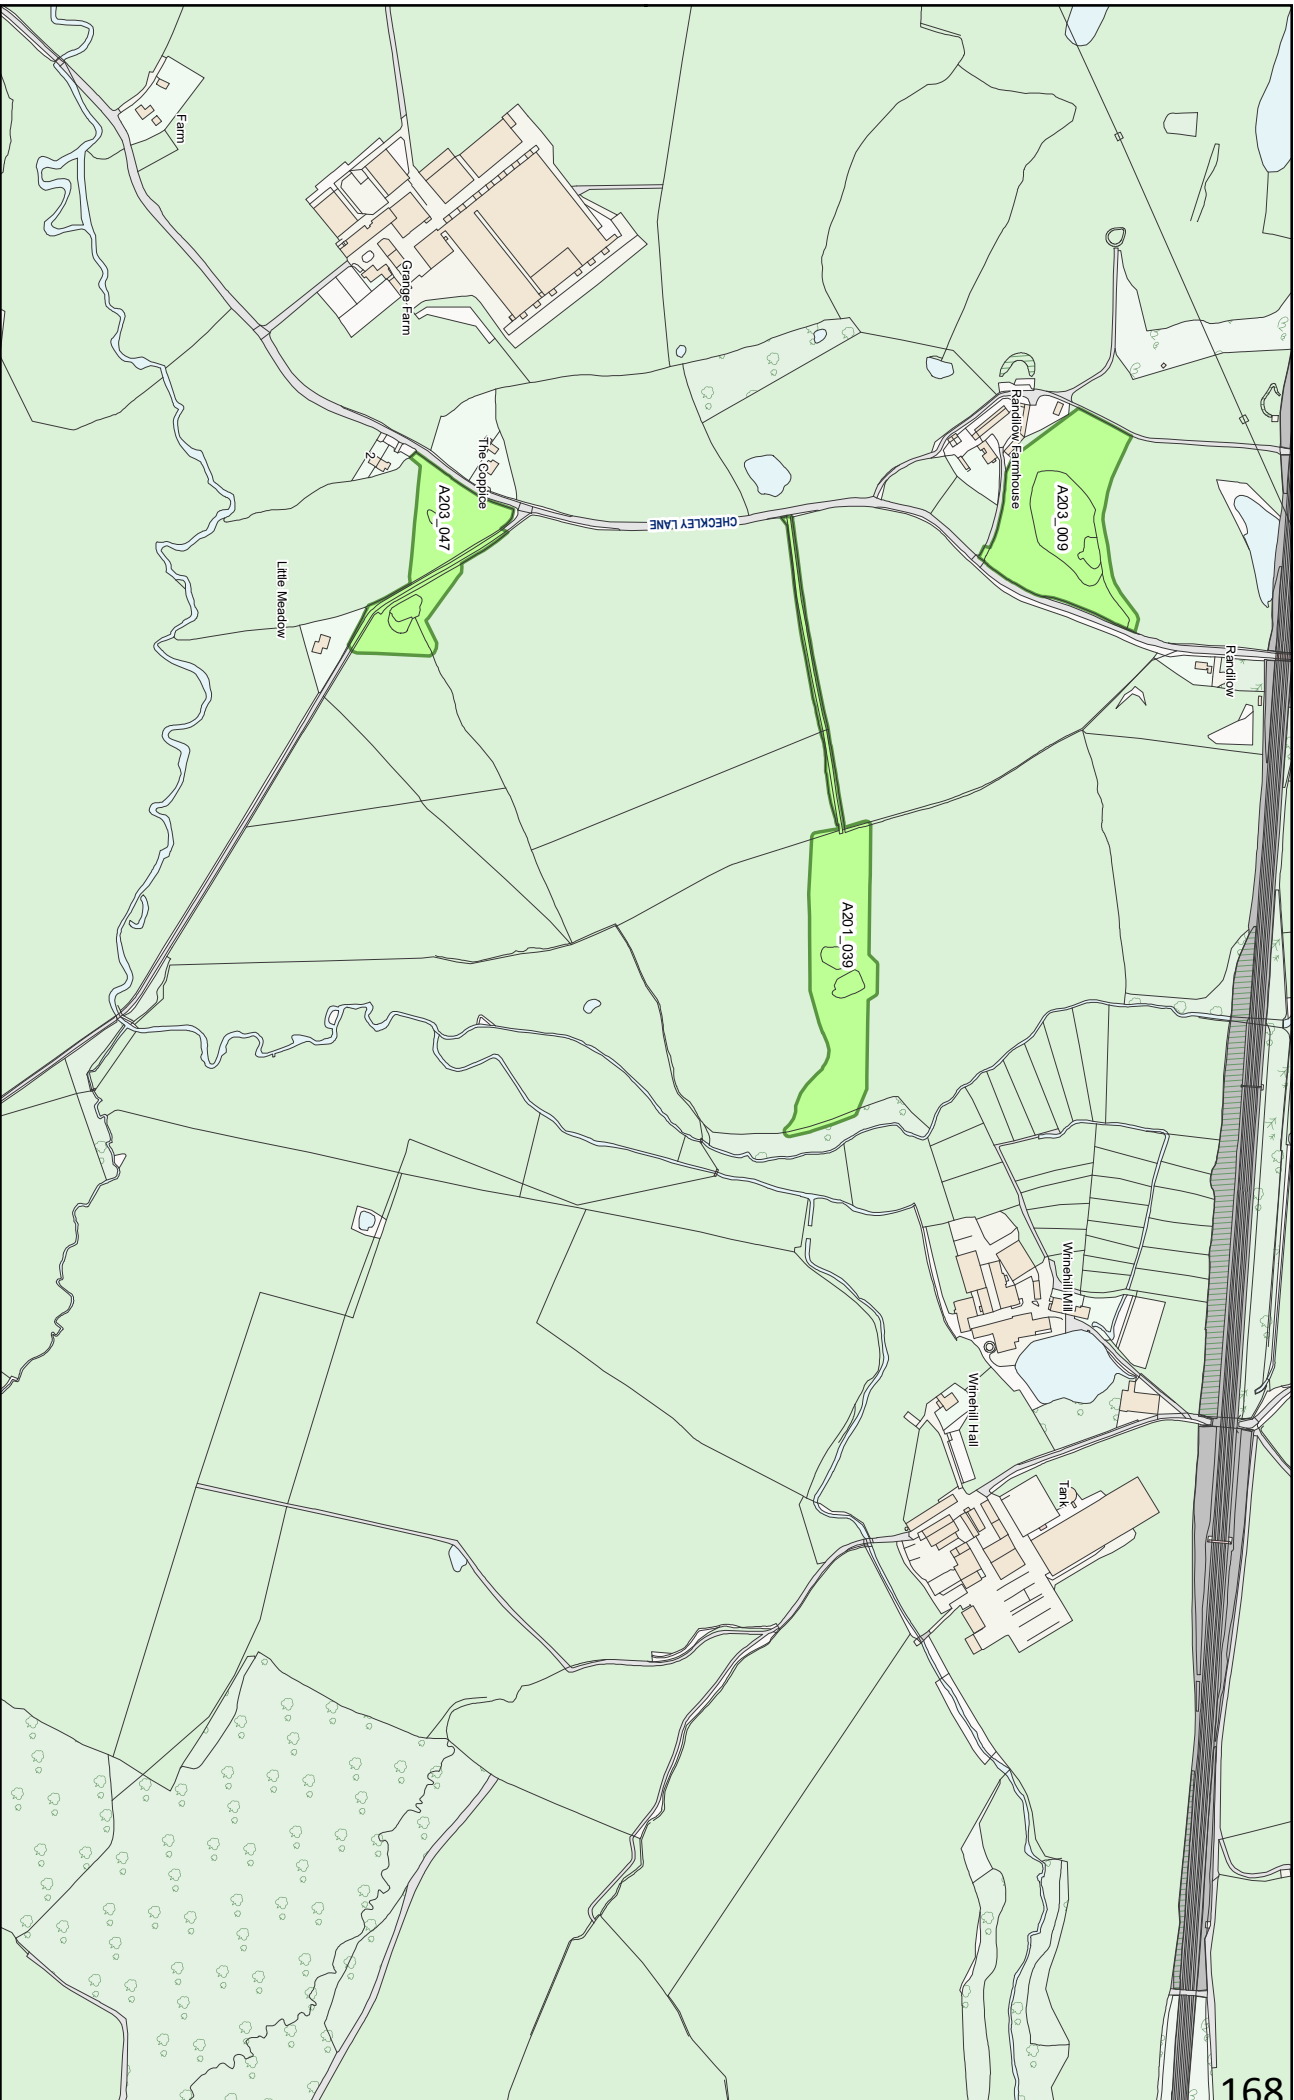 Farm
Grange Farm
The Coppice
2
A203_047
Little Meadow
CHECKLEY LANE
Randilow Farmhouse
A203_009
Randilow
A201_039
Wrinehill Mill
Wrinehill Hall
Tank
168